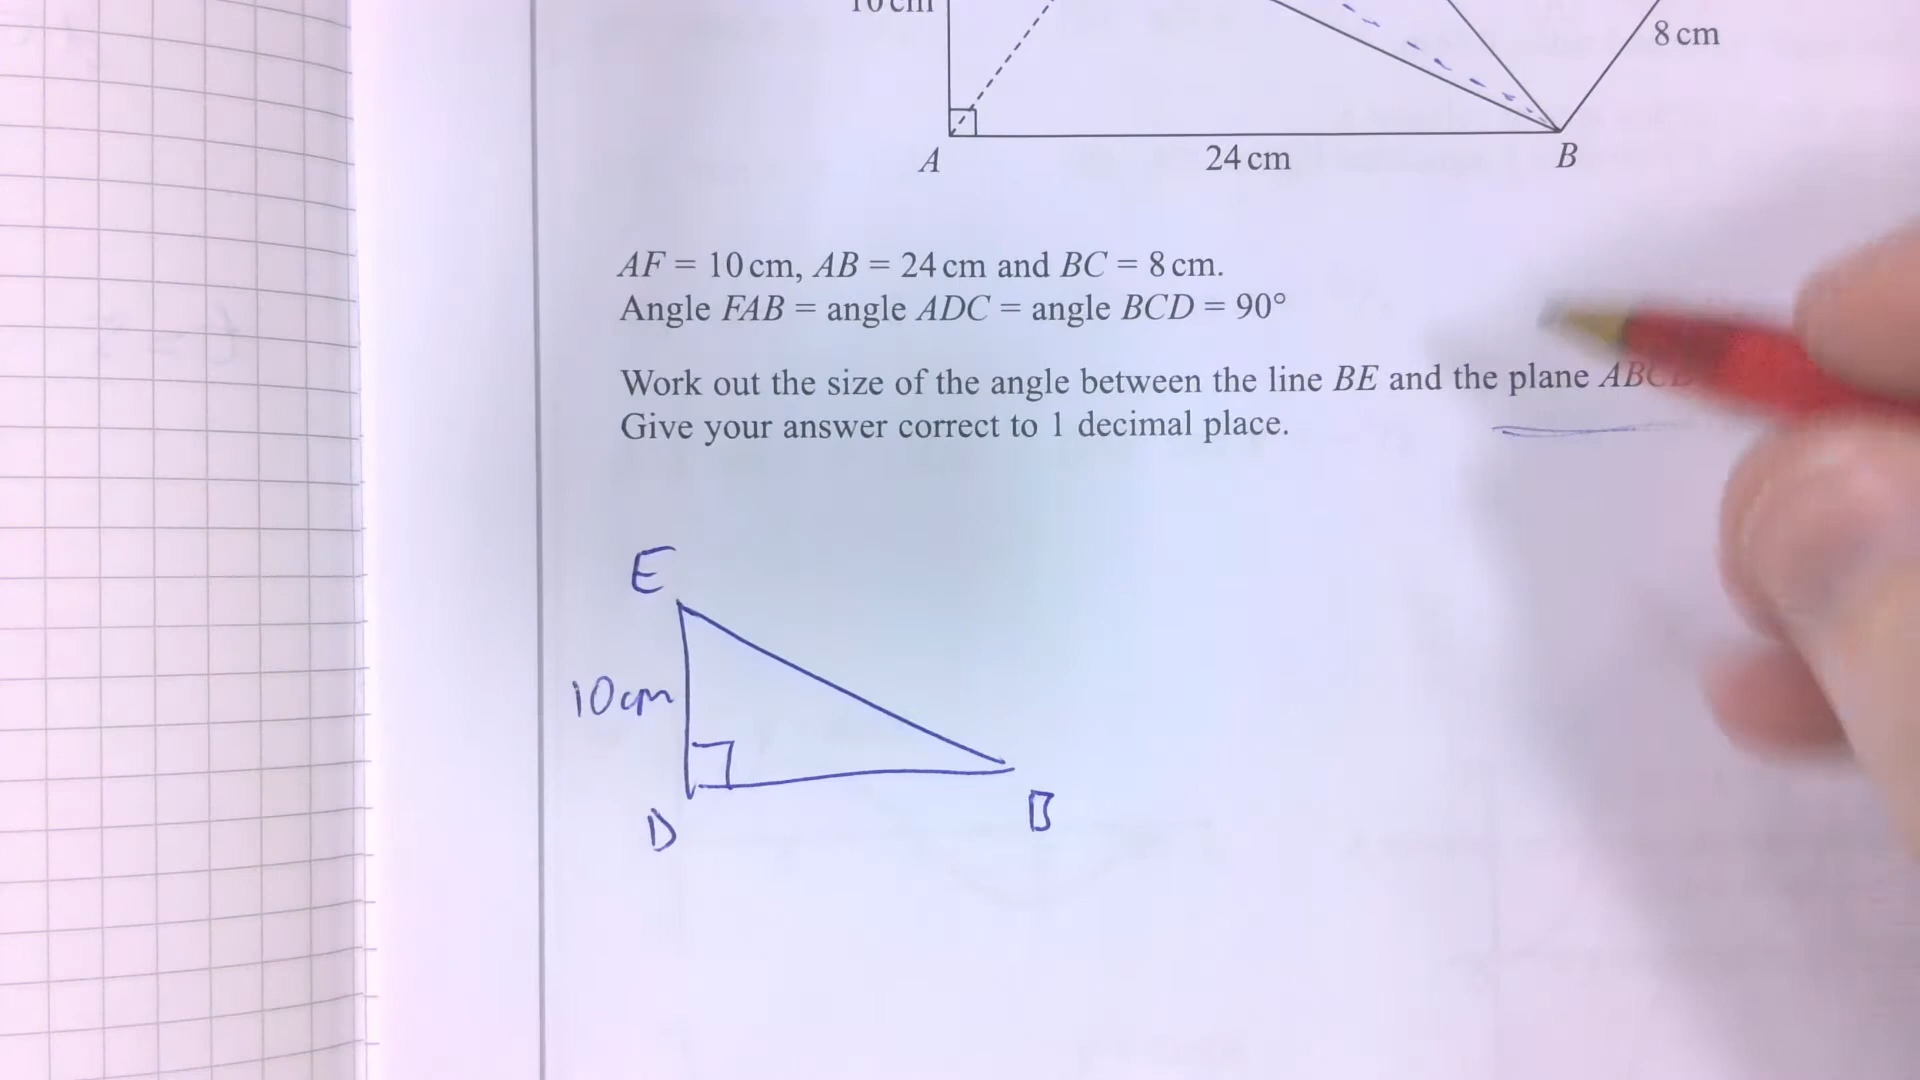 8 cm
A
24 cm
B
AF = 10 cm, AB = 24 cm and BC = 8 cm.
Angle FAB = angle ADC = angle BCD = 90°
Work out the size of the angle between the line BE and the plane ABCD
Give your answer correct to 1 decimal place.
E
10cm
D
B